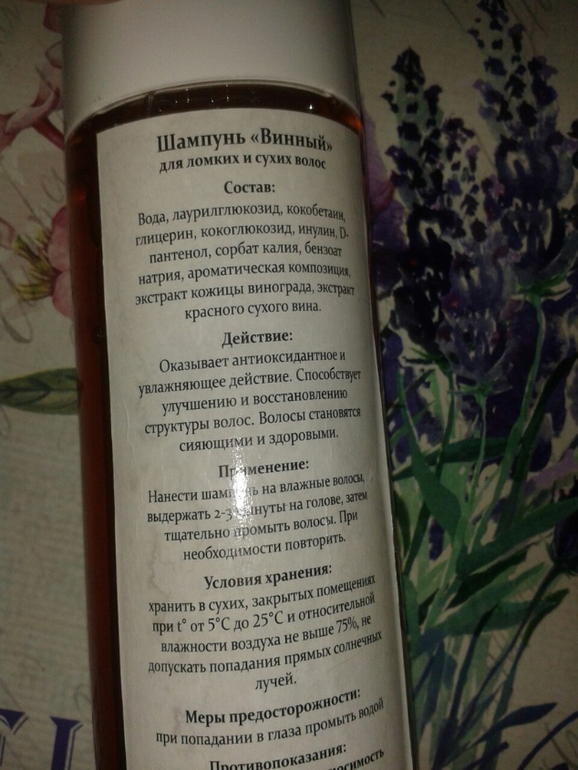 Шампунь «Винный»
для ломких и сухих волос
Состав:
Вода, лаурилглюкозид, кокобетаин,
глицерин, кокоглюкозид, инулин, D-
пантенол, сорбат калия, бензоат
натрия, ароматическая композиция,
экстракт кожицы винограда, экстракт
красного сухого вина.
Действие:
Оказывает антиоксидантное и
увлажняющее действие. Способствует
улучшению и восстановлению
структуры волос. Волосы становятся
сияющими и здоровыми.
Применение:
Нанести шампунь на влажные волосы,
выдержать 2-3 минуты на голове, затем
тщательно промыть волосы. При
необходимости повторить.
Условия хранения:
хранить в сухих, закрытых помещениях
при t° от 5°C до 25°C и относительной
влажности воздуха не выше 75%, не
допускать попадания прямых солнечных
лучей.
Меры предосторожности:
при попадании в глаза промыть водой
Противопоказания: